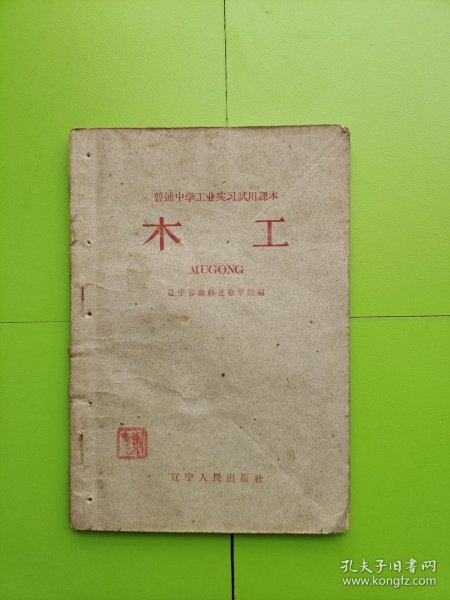 普通中学工业实习試用課本
木工
MUGONG
辽宁省教师进修学院編
辽宁人民出版社
孔夫子旧书网
www.kongfz.com